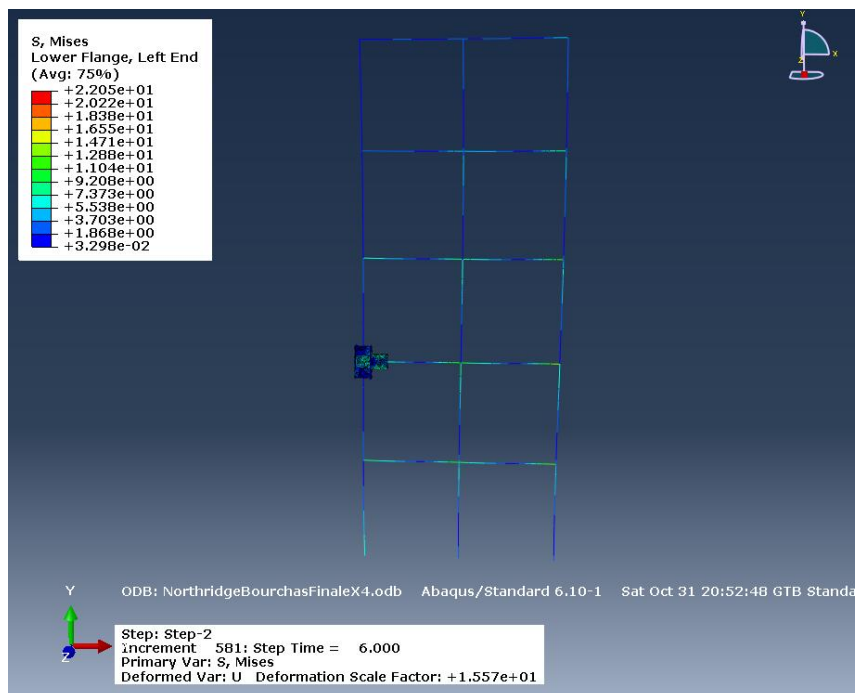 S, Mises
Lower Flange, Left End
(Avg: 75%)
+2.205e+01
+2.022e+01
+1.838e+01
+1.655e+01
+1.471e+01
+1.288e+01
+1.104e+01
+9.208e+00
+7.373e+00
+5.538e+00
+3.703e+00
+1.868e+00
+3.298e-02
Y
X
Z
Y
Z
ODB: NorthridgeBourchasFinaleX4.odb    Abaqus/Standard 6.10-1    Sat Oct 31 20:52:48 GTB Standa
Step: Step-2
Increment    581: Step Time =    6.000
Primary Var: S, Mises
Deformed Var: U   Deformation Scale Factor: +1.557e+01